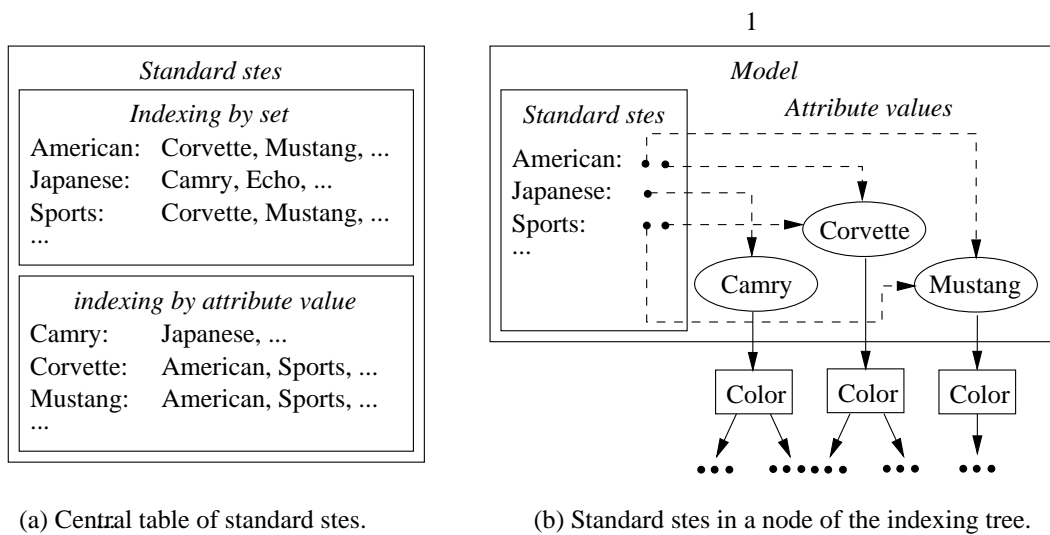 1
Standard stes
Indexing by set
American: Corvette, Mustang, ...
Japanese: Camry, Echo, ...
Sports: Corvette, Mustang, ...
...
indexing by attribute value
Camry: Japanese, ...
Corvette: American, Sports, ...
Mustang: American, Sports, ...
...
(a) Central table of standard stes.
Model
Standard stes
Attribute values
American:
Japanese:
Sports:
...
Corvette
Camry
Mustang
Color
Color
Color
(b) Standard stes in a node of the indexing tree.